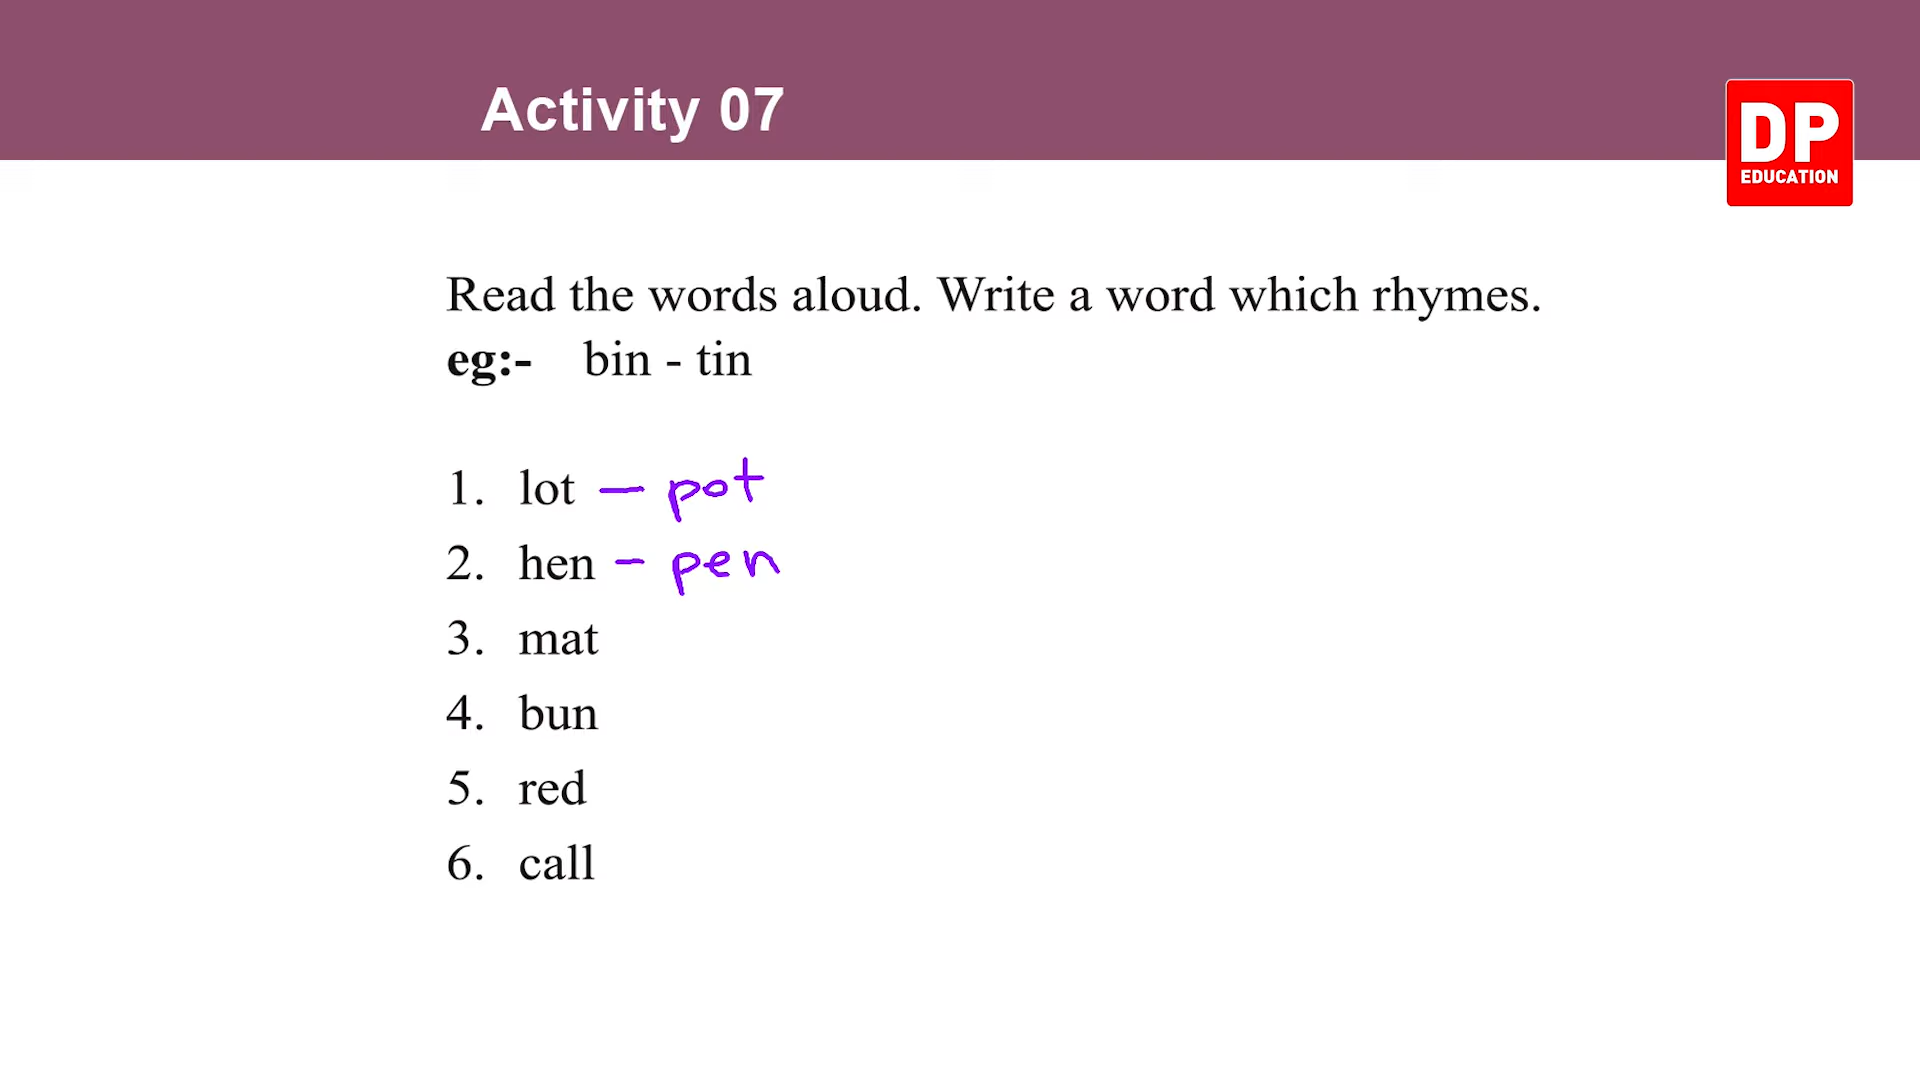 Activity 07
DP
EDUCATION
Read the words aloud. Write a word which rhymes.
eg:- bin - tin
1. lot — pot
2. hen - pen
3. mat
4. bun
5. red
6. call